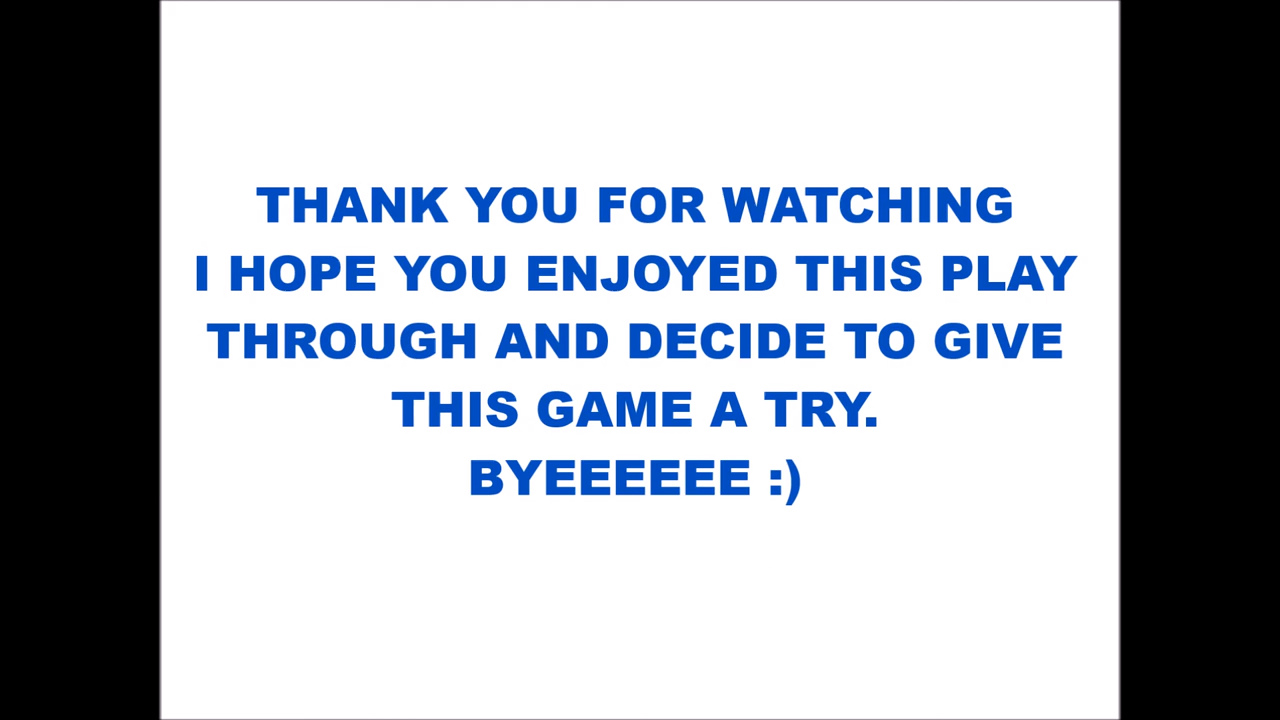 THANK YOU FOR WATCHING
I HOPE YOU ENJOYED THIS PLAY
THROUGH AND DECIDE TO GIVE
THIS GAME A TRY.
BYEEEEEE :)